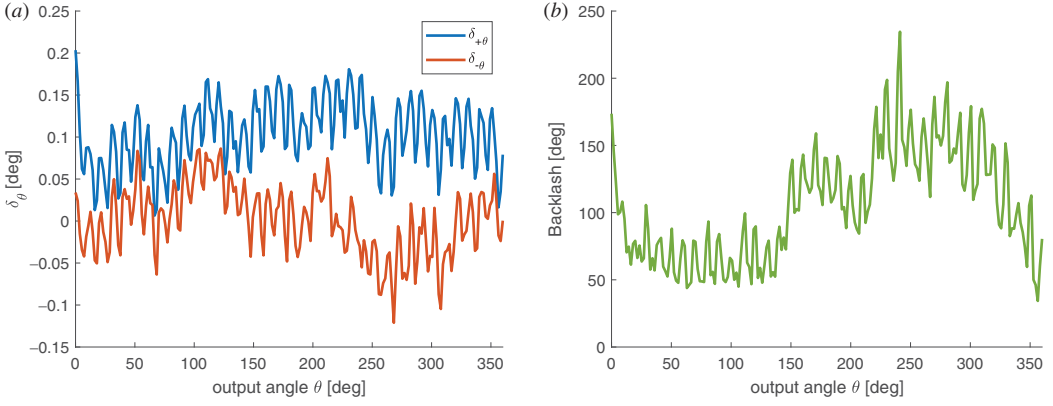 (a)
0.25
0.2
0.15
0.1
0.05
0
−0.05
−0.1
−0.15
δθ [deg]
0 50 100 150 200 250 300 350
output angle θ [deg]
δ+θ
δ-θ
(b)
250
200
150
100
50
0
Backlash [deg]
0 50 100 150 200 250 300 350
output angle θ [deg]